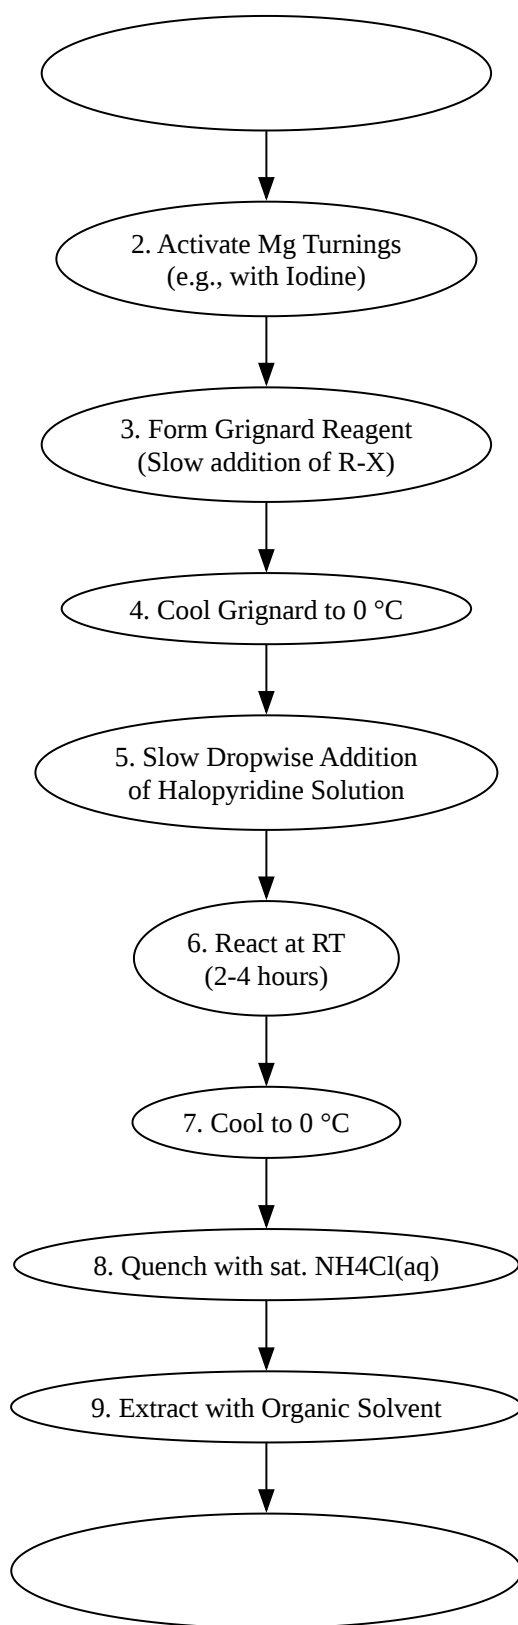 2. Activate Mg Turnings
(e.g., with Iodine)
3. Form Grignard Reagent
(Slow addition of R-X)
4. Cool Grignard to 0 °C
5. Slow Dropwise Addition
of Halopyridine Solution
6. React at RT
(2-4 hours)
7. Cool to 0 °C
8. Quench with sat. NH4Cl(aq)
9. Extract with Organic Solvent